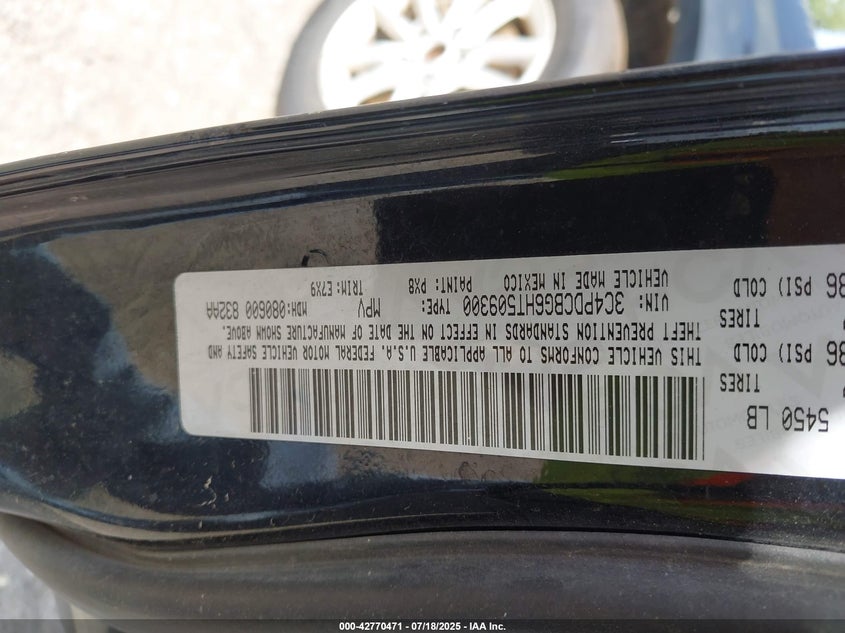 5450 LB
TIRES
36 PSI) COLD
TIRES
36 PSI) COLD
THIS VEHICLE CONFORMS TO ALL APPLICABLE U.S.A. FEDERAL MOTOR VEHICLE SAFETY AND
THEFT PREVENTION STANDARDS IN EFFECT ON THE DATE OF MANUFACTURE SHOWN ABOVE.
VIN: 3C4PDCBG6HT509300 TYPE: MPV MDH:080600 832AA
VEHICLE MADE IN MEXICO PAINT: PX8 TRIM:E7X9
000-42770471 | 07/18/2025 - IAA Inc.